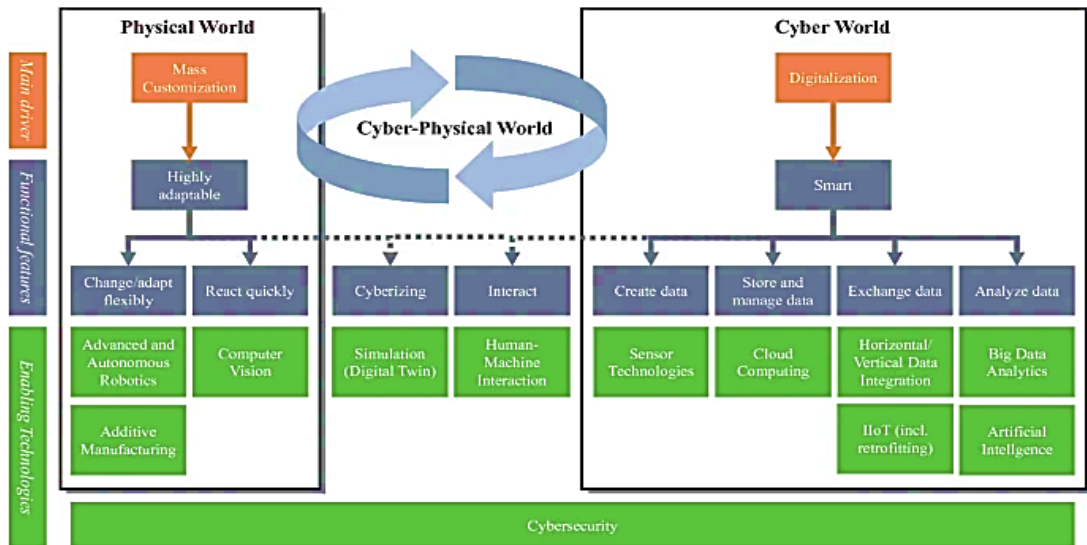 Physical World
Cyber World
Main driver
Mass
Customization
Digitalization
Cyber-Physical World
Functional features
Highly
adaptable
Smart
Change/adapt
flexibly
React quickly
Cyberizing
Interact
Create data
Store and
manage data
Exchange data
Analyze data
Enabling Technologies
Advanced and
Autonomous
Robotics
Computer
Vision
Simulation
(Digital Twin)
Human-
Machine
Interaction
Sensor
Technologies
Cloud
Computing
Horizontal/
Vertical Data
Integration
Big Data
Analytics
Additive
Manufacturing
IIoT (incl.
retrofitting)
Artificial
Intellgence
Cybersecurity